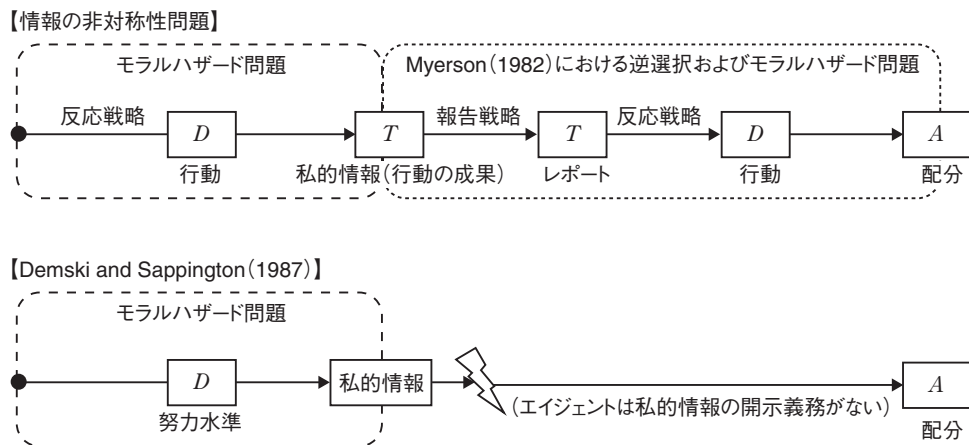 【情報の非対称性問題】
モラルハザード問題
Myerson（1982）における逆選択およびモラルハザード問題
反応戦略
D
T
報告戦略
T
反応戦略
D
A
行動
私的情報（行動の成果）
レポート
行動
配分
【Demski and Sappington（1987）】
モラルハザード問題
D
私的情報
A
努力水準
（エイジェントは私的情報の開示義務がない）
配分